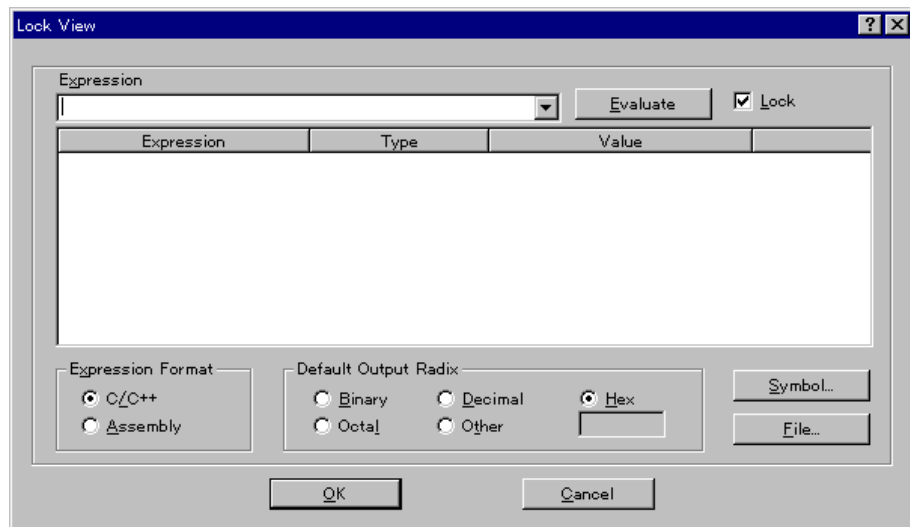 Lock View
Expression
Evaluate
Lock
Expression Type Value
Expression Format
C/C++
Assembly
Default Output Radix
Binary Decimal Hex
Octal Other
Symbol...
File...
OK Cancel